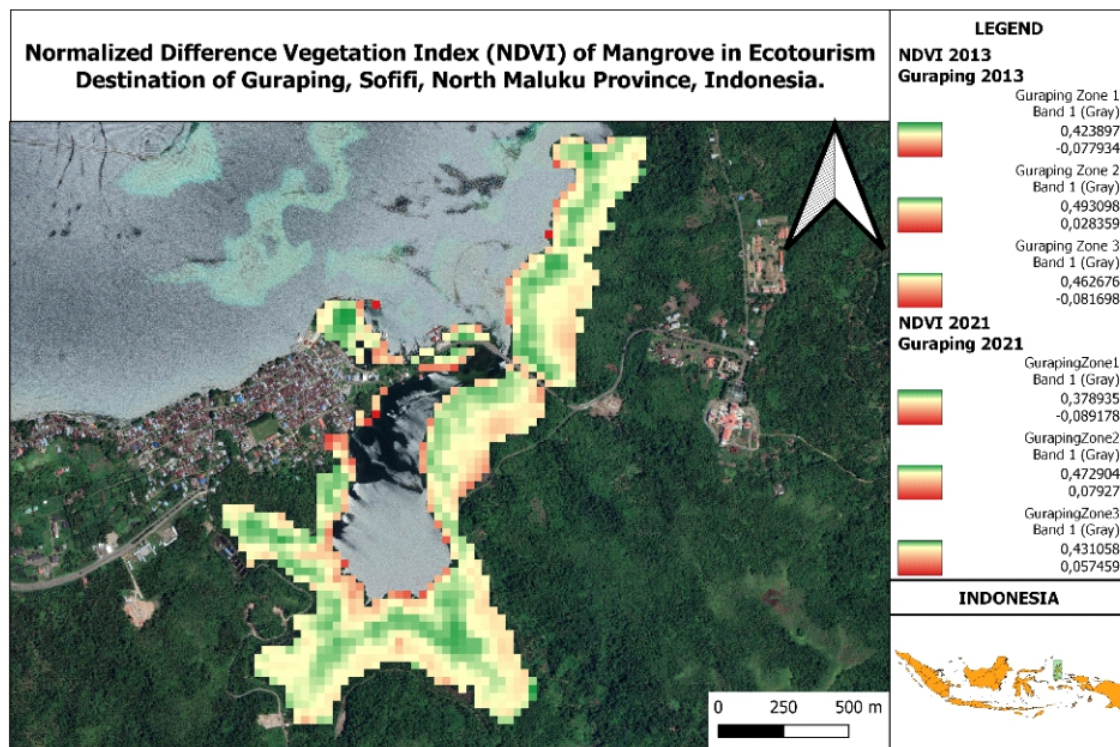 Normalized Difference Vegetation Index (NDVI) of Mangrove in Ecotourism
Destination of Guraping, Sofifi, North Maluku Province, Indonesia.
LEGEND
NDVI 2013
Guraping 2013
Guraping Zone 1
Band 1 (Gray)
0,423897
-0,077934
Guraping Zone 2
Band 1 (Gray)
0,493098
0,028359
Guraping Zone 3
Band 1 (Gray)
0,462676
-0,081698
NDVI 2021
Guraping 2021
GurapingZone1
Band 1 (Gray)
0,378935
-0,089178
GurapingZone2
Band 1 (Gray)
0,472904
0,07927
GurapingZone3
Band 1 (Gray)
0,431058
0,057459
INDONESIA
0 250 500 m